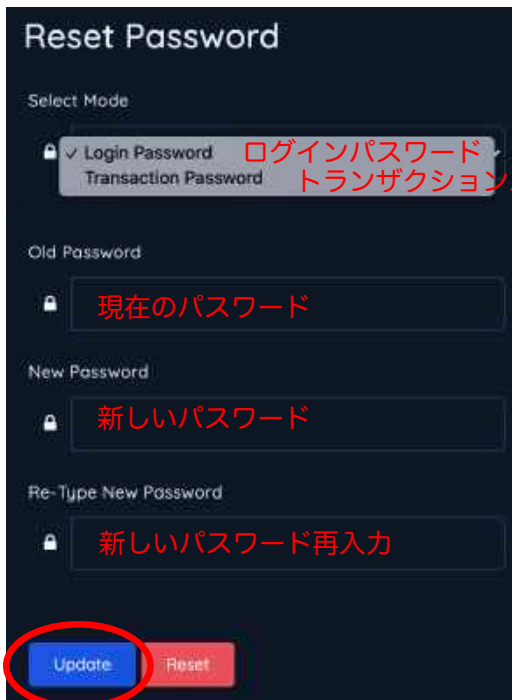 Reset Password
Select Mode
✓ Login Password ログインパスワード
Transaction Password トランザクション
Old Password
現在のパスワード
New Password
新しいパスワード
Re-Type New Password
新しいパスワード再入力
Update Reset